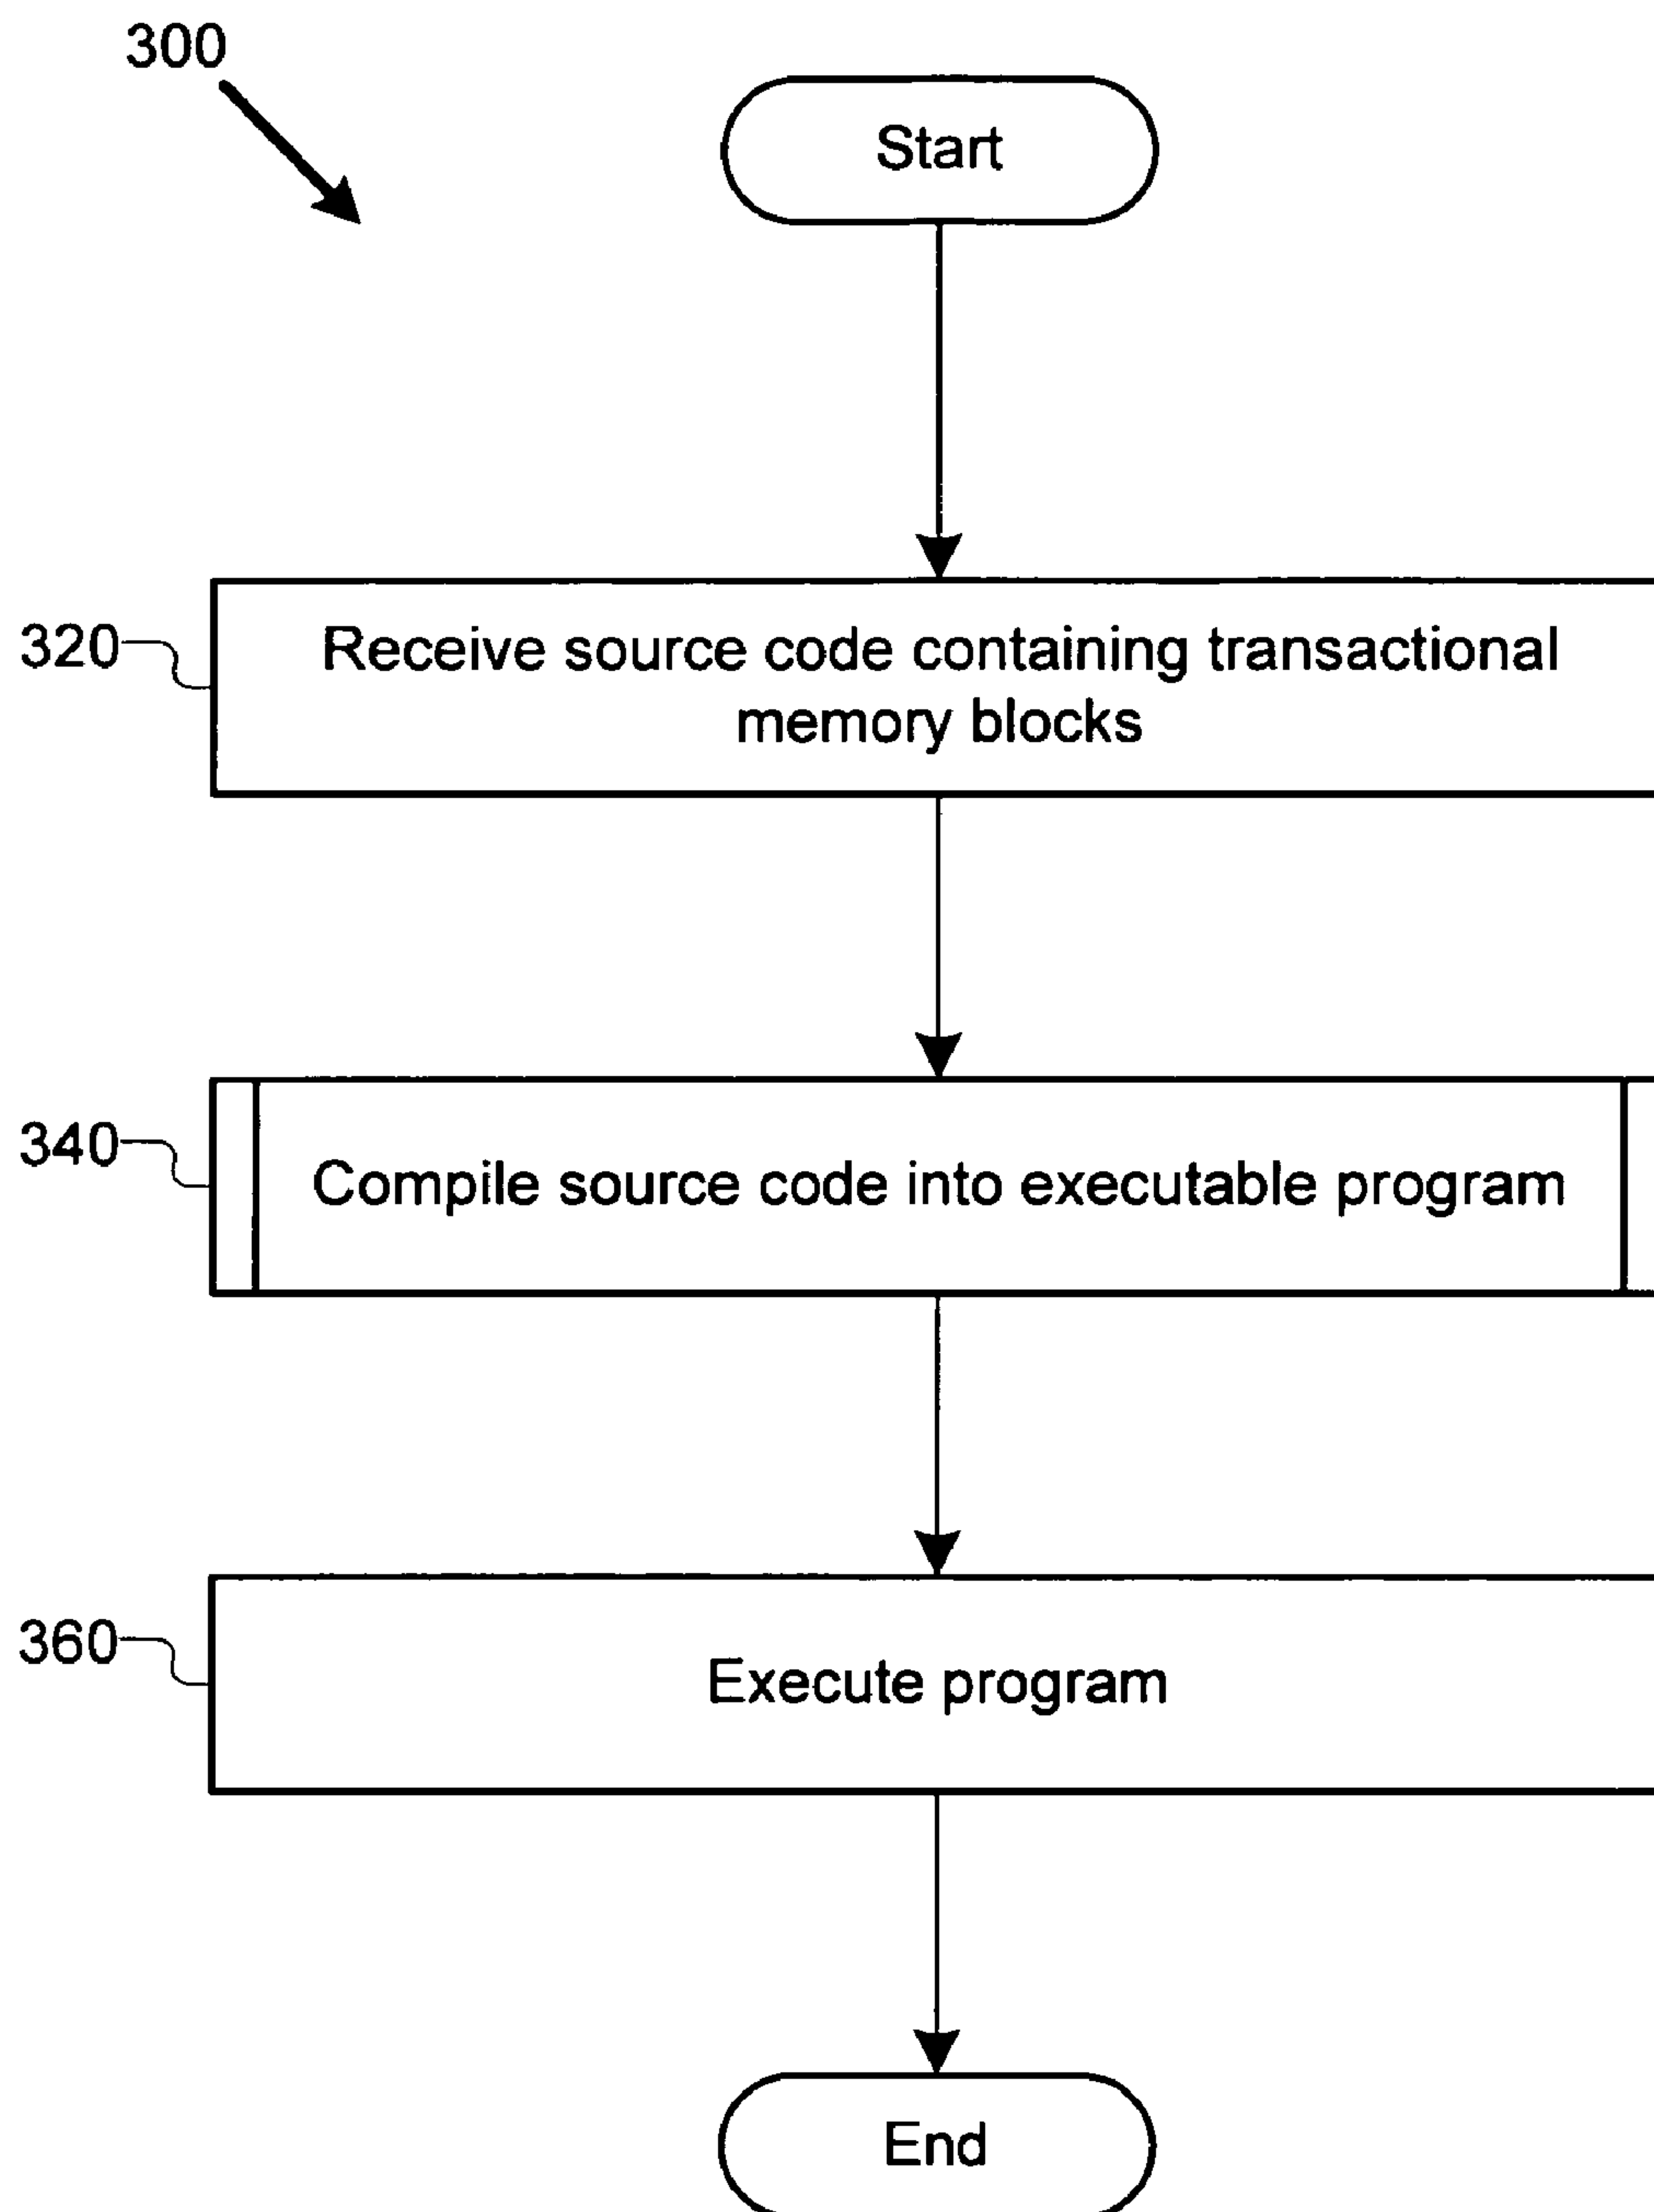 300
Start
320
Receive source code containing transactional
memory blocks
340
Compile source code into executable program
360
Execute program
End